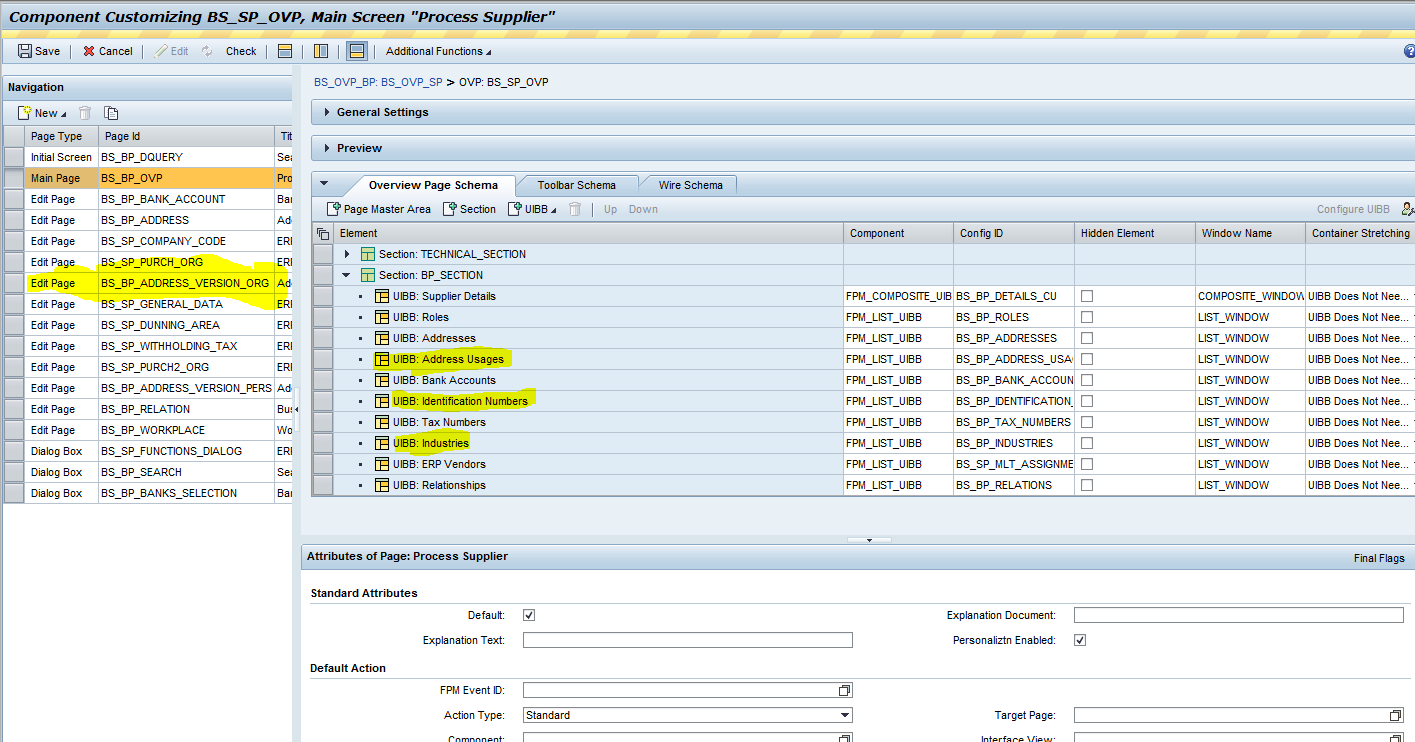 Component Customizing BS_SP_OVP, Main Screen "Process Supplier"
Save Cancel Edit Check Additional Functions
Navigation
New
Page Type Page Id Tit
Initial Screen BS_BP_DQUERY Sea
Main Page BS_BP_OVP Pro
Edit Page BS_BP_BANK_ACCOUNT Bar
Edit Page BS_BP_ADDRESS Add
Edit Page BS_SP_COMPANY_CODE ERF
Edit Page BS_SP_PURCH_ORG ERF
Edit Page BS_BP_ADDRESS_VERSION_ORG Ad
Edit Page BS_SP_GENERAL_DATA ERF
Edit Page BS_SP_DUNNING_AREA ERF
Edit Page BS_SP_WITHHOLDING_TAX ERF
Edit Page BS_SP_PURCH2_ORG ERF
Edit Page BS_BP_ADDRESS_VERSION_PERS Ad
Edit Page BS_BP_RELATION Bus
Edit Page BS_BP_WORKPLACE Wo
Dialog Box BS_SP_FUNCTIONS_DIALOG ERF
Dialog Box BS_BP_SEARCH Sea
Dialog Box BS_BP_BANKS_SELECTION Bar
BS_OVP_BP: BS_OVP_SP > OVP: BS_SP_OVP
General Settings
Preview
Overview Page Schema Toolbar Schema Wire Schema
Page Master Area Section UIBB Up Down Configure UIBB
Element Component Config ID Hidden Element Window Name Container Stretching
Section: TECHNICAL_SECTION
Section: BP_SECTION
UIBB: Supplier Details FPM_COMPOSITE_UIB BS_BP_DETAILS_CU COMPOSITE_WINDOW UIBB Does Not Nee...
UIBB: Roles FPM_LIST_UIBB BS_BP_ROLES LIST_WINDOW UIBB Does Not Nee...
UIBB: Addresses FPM_LIST_UIBB BS_BP_ADDRESSES LIST_WINDOW UIBB Does Not Nee...
UIBB: Address Usages FPM_LIST_UIBB BS_BP_ADDRESS_USA LIST_WINDOW UIBB Does Not Nee...
UIBB: Bank Accounts FPM_LIST_UIBB BS_BP_BANK_ACCOUN LIST_WINDOW UIBB Does Not Nee...
UIBB: Identification Numbers FPM_LIST_UIBB BS_BP_IDENTIFICATION_ LIST_WINDOW UIBB Does Not Nee...
UIBB: Tax Numbers FPM_LIST_UIBB BS_BP_TAX_NUMBERS LIST_WINDOW UIBB Does Not Nee...
UIBB: Industries FPM_LIST_UIBB BS_BP_INDUSTRIES LIST_WINDOW UIBB Does Not Nee...
UIBB: ERP Vendors FPM_LIST_UIBB BS_SP_MLT_ASSIGNME LIST_WINDOW UIBB Does Not Nee...
UIBB: Relationships FPM_LIST_UIBB BS_BP_RELATIONS LIST_WINDOW UIBB Does Not Nee...
Attributes of Page: Process Supplier Final Flags
Standard Attributes
Default: Explanation Document:
Explanation Text: Personaliztn Enabled:
Default Action
FPM Event ID:
Action Type: Standard Target Page:
Component: Interface View: